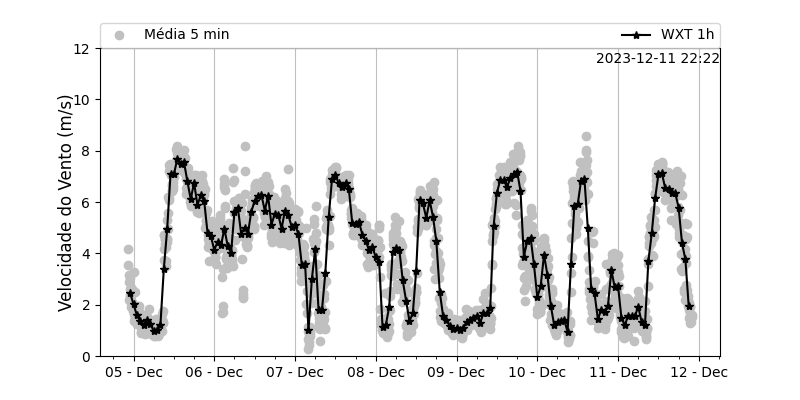 Média 5 min
WXT 1h
2023-12-11 22:22
Velocidade do Vento (m/s)
12
10
8
6
4
2
0
05 - Dec
06 - Dec
07 - Dec
08 - Dec
09 - Dec
10 - Dec
11 - Dec
12 - Dec